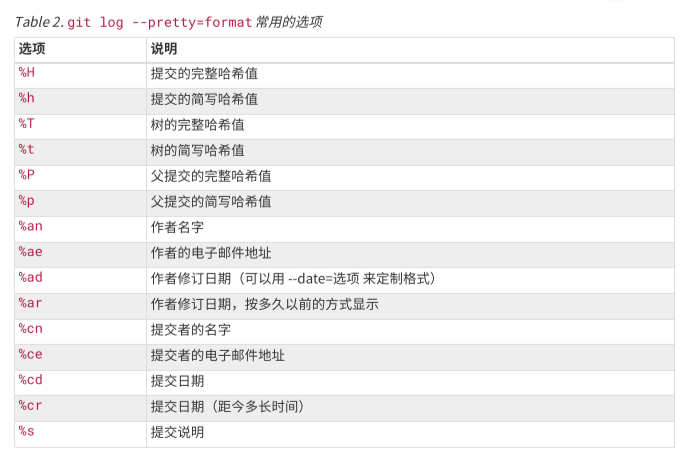 Table 2. git log --pretty=format 常用的选项
选项 说明
%H 提交的完整哈希值
%h 提交的简写哈希值
%T 树的完整哈希值
%t 树的简写哈希值
%P 父提交的完整哈希值
%p 父提交的简写哈希值
%an 作者名字
%ae 作者的电子邮件地址
%ad 作者修订日期（可以用 --date=选项 来定制格式）
%ar 作者修订日期，按多久以前的方式显示
%cn 提交者的名字
%ce 提交者的电子邮件地址
%cd 提交日期
%cr 提交日期（距今多长时间）
%s 提交说明